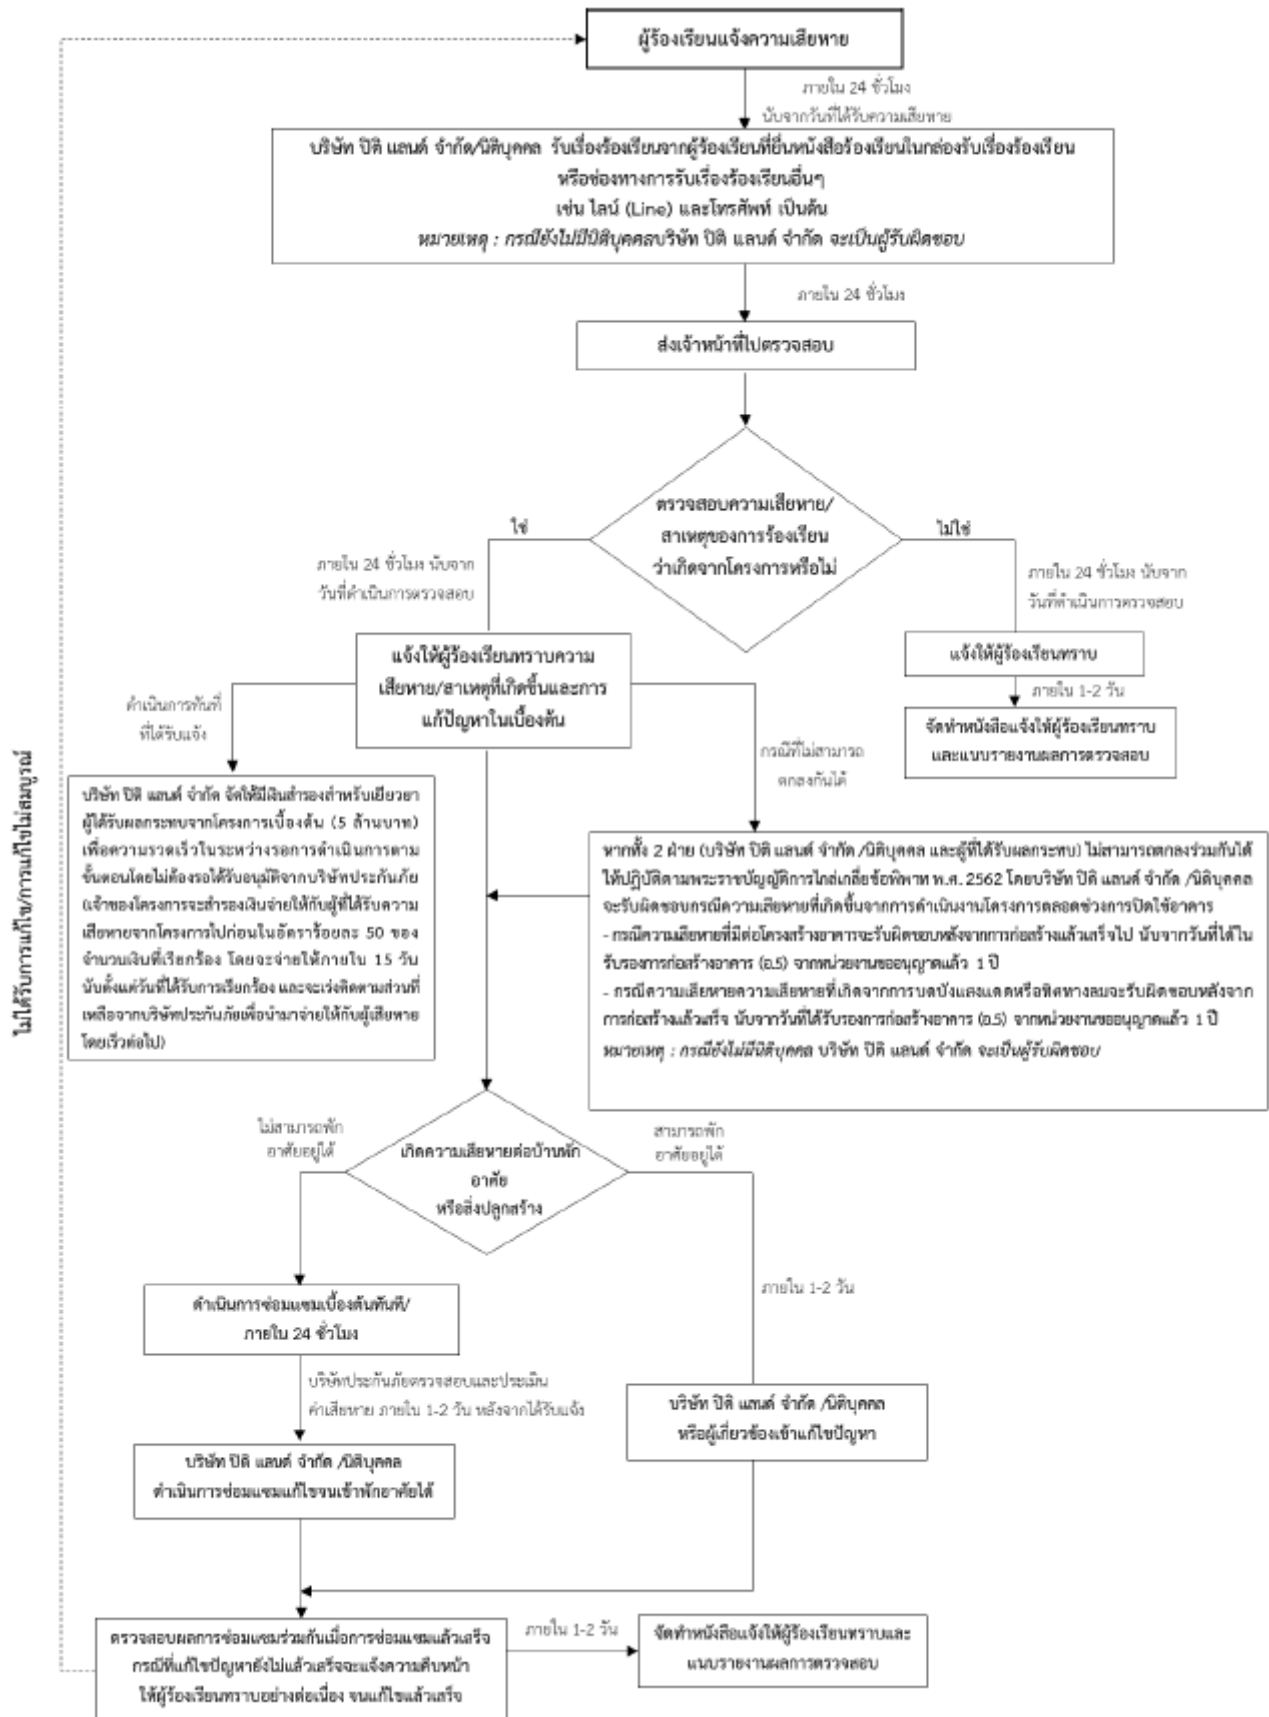 ผู้ร้องเรียนแจ้งความเสียหาย
ภายใน 24 ชั่วโมง
นับจากวันที่ได้รับความเสียหาย
บริษัท ปิติ แลนด์ จำกัด/นิติบุคคล รับเรื่องร้องเรียนจากผู้ร้องเรียนที่ยื่นหนังสือร้องเรียนในกล่องรับเรื่องร้องเรียน
หรือช่องทางการรับเรื่องร้องเรียนอื่นๆ
เช่น ไลน์ (Line) และโทรศัพท์ เป็นต้น
หมายเหตุ : กรณียังไม่มีนิติบุคคลบริษัท ปิติ แลนด์ จำกัด จะเป็นผู้รับผิดชอบ
ภายใน 24 ชั่วโมง
ส่งเจ้าหน้าที่ไปตรวจสอบ
ตรวจสอบความเสียหาย/
สาเหตุของการร้องเรียน
ว่าเกิดจากโครงการหรือไม่
ใช่
ไม่ใช่
ภายใน 24 ชั่วโมง นับจาก
วันที่ดำเนินการตรวจสอบ
ภายใน 24 ชั่วโมง นับจาก
วันที่ดำเนินการตรวจสอบ
แจ้งให้ผู้ร้องเรียนทราบความ
เสียหาย/สาเหตุที่เกิดขึ้นและการ
แก้ปัญหาในเบื้องต้น
แจ้งให้ผู้ร้องเรียนทราบ
ภายใน 1-2 วัน
จัดทำหนังสือแจ้งให้ผู้ร้องเรียนทราบ
และแบบรายงานผลการตรวจสอบ
ดำเนินการทันที
ที่ได้รับแจ้ง
กรณีที่ไม่สามารถ
ตกลงกันได้
ไม่ได้รับการแก้ไข/การแก้ไขไม่สมบูรณ์
บริษัท ปิติ แลนด์ จำกัด จัดให้มีเงินสำรองสำหรับเยียวยา
ผู้ได้รับผลกระทบจากโครงการเบื้องต้น (5 ล้านบาท)
เพื่อความรวดเร็วในระหว่างรอการดำเนินการตาม
ขั้นตอนโดยไม่ต้องรอได้รับอนุมัติจากบริษัทประกันภัย
(เจ้าของโครงการจะสำรองเงินจ่ายให้กับผู้ที่ได้รับความ
เสียหายจากโครงการไปก่อนในอัตราร้อยละ 50 ของ
จำนวนเงินที่เรียกร้อง โดยจะจ่ายให้ภายใน 15 วัน
นับตั้งแต่วันที่ได้รับการเรียกร้อง และจะเร่งติดตามส่วนที่
เหลือจากบริษัทประกันภัยเพื่อนำมาจ่ายให้กับผู้เสียหาย
โดยเร็วต่อไป)
หากทั้ง 2 ฝ่าย (บริษัท ปิติ แลนด์ จำกัด /นิติบุคคล และผู้ที่ได้รับผลกระทบ) ไม่สามารถตกลงร่วมกันได้
ให้ปฏิบัติตามพระราชบัญญัติการไกล่เกลี่ยข้อพิพาท พ.ศ. 2562 โดยบริษัท ปิติ แลนด์ จำกัด /นิติบุคคล
จะรับผิดชอบกรณีความเสียหายที่เกิดขึ้นจากการดำเนินงานโครงการตลอดช่วงการปิดใช้อาคาร
- กรณีความเสียหายที่มีต่อโครงสร้างอาคารจะรับผิดชอบหลังจากการก่อสร้างแล้วเสร็จไป นับจากวันที่ได้ใบ
รับรองการก่อสร้างอาคาร (อ.5) จากหน่วยงานขออนุญาตแล้ว 1 ปี
- กรณีความเสียหายความเสียหายที่เกิดจากการบดบังแสงแดดหรือทิศทางลมจะรับผิดชอบหลังจาก
การก่อสร้างแล้วเสร็จ นับจากวันที่ได้รับรองการก่อสร้างอาคาร (อ.5) จากหน่วยงานขออนุญาตแล้ว 1 ปี
หมายเหตุ : กรณียังไม่มีนิติบุคคล บริษัท ปิติ แลนด์ จำกัด จะเป็นผู้รับผิดชอบ
ไม่สามารถพัก
อาศัยอยู่ได้
เกิดความเสียหายต่อบ้านพัก
อาศัย
หรือสิ่งปลูกสร้าง
สามารถพัก
อาศัยอยู่ได้
ดำเนินการซ่อมแซมเบื้องต้นทันที/
ภายใน 24 ชั่วโมง
ภายใน 1-2 วัน
บริษัทประกันภัยตรวจสอบและประเมิน
ค่าเสียหาย ภายใน 1-2 วัน หลังจากได้รับแจ้ง
บริษัท ปิติ แลนด์ จำกัด /นิติบุคคล
หรือผู้เกี่ยวข้องเข้าแก้ไขปัญหา
บริษัท ปิติ แลนด์ จำกัด /นิติบุคคล
ดำเนินการซ่อมแซมแก้ไขจนเข้าพักอาศัยได้
ตรวจสอบผลการซ่อมแซมร่วมกันเมื่อการซ่อมแซมแล้วเสร็จ
กรณีที่แก้ไขปัญหายังไม่แล้วเสร็จจะแจ้งความคืบหน้า
ให้ผู้ร้องเรียนทราบอย่างต่อเนื่อง จนแก้ไขแล้วเสร็จ
ภายใน 1-2 วัน
จัดทำหนังสือแจ้งให้ผู้ร้องเรียนทราบและ
แบบรายงานผลการตรวจสอบ